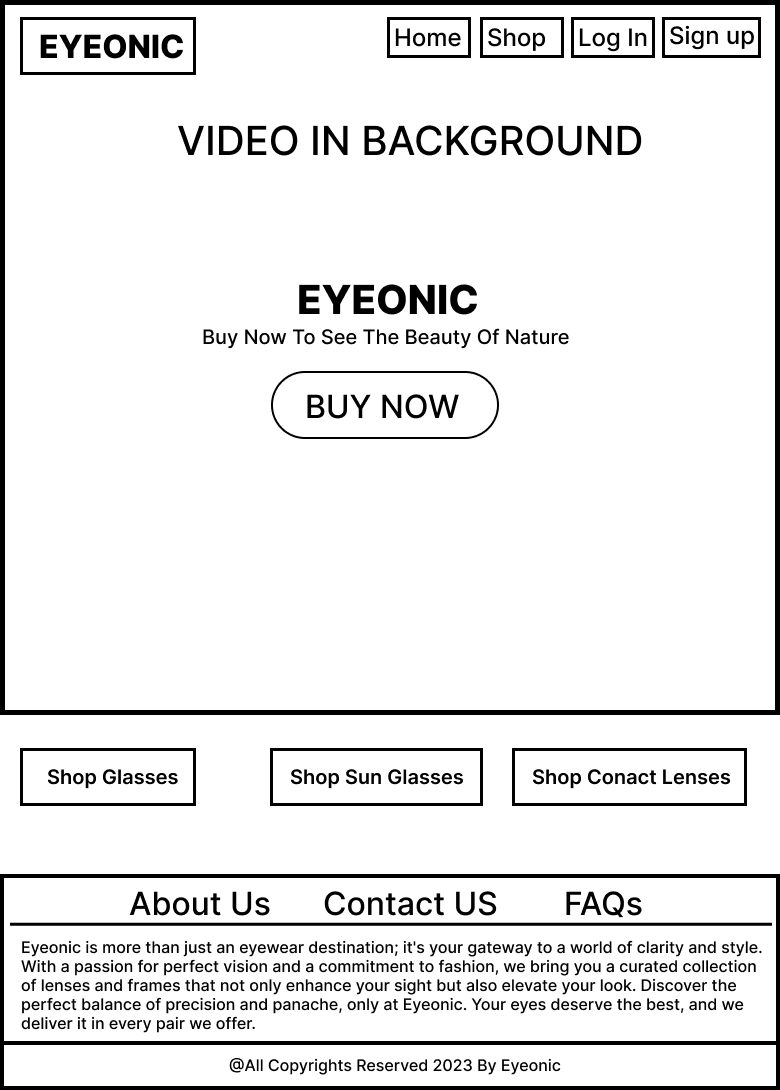 EYEONIC
Home Shop Log In Sign up
VIDEO IN BACKGROUND
EYEONIC
Buy Now To See The Beauty Of Nature
BUY NOW
Shop Glasses Shop Sun Glasses Shop Conact Lenses
About Us Contact US FAQs
Eyeonic is more than just an eyewear destination; it's your gateway to a world of clarity and style.
With a passion for perfect vision and a commitment to fashion, we bring you a curated collection
of lenses and frames that not only enhance your sight but also elevate your look. Discover the
perfect balance of precision and panache, only at Eyeonic. Your eyes deserve the best, and we
deliver it in every pair we offer.
@All Copyrights Reserved 2023 By Eyeonic